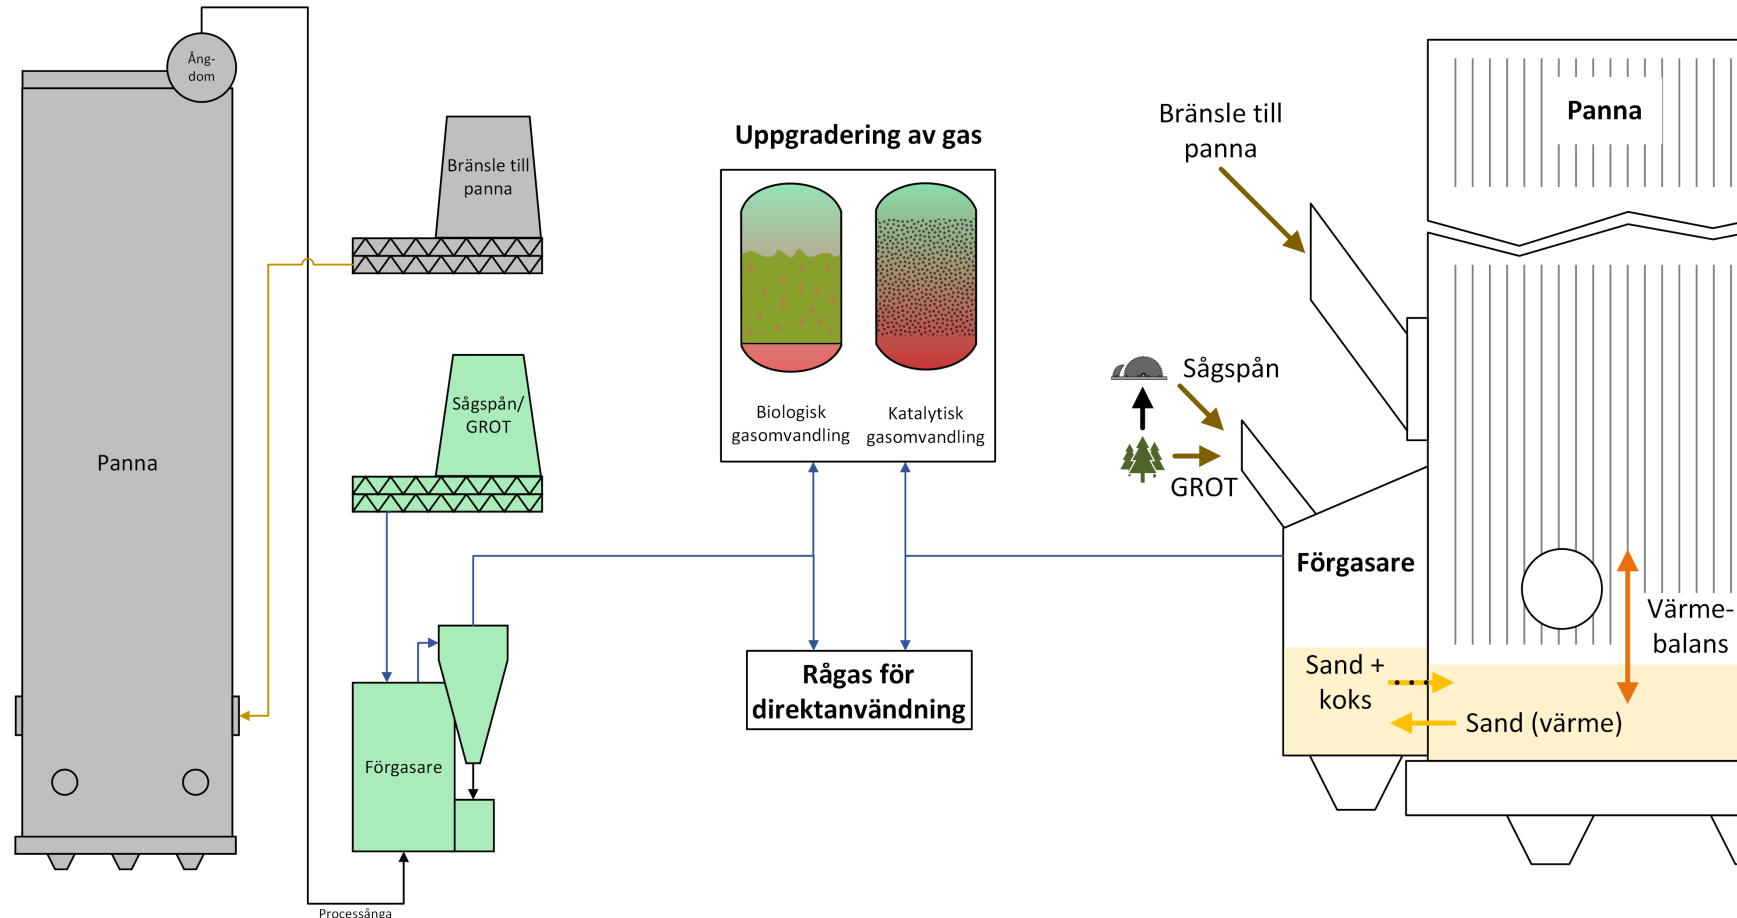 Ång-
dom
Bränsle till
panna
Sågspån/
GROT
Panna
Förgasare
Processånga
Uppgradering av gas
Biologisk
gasomvandling
Katalytisk
gasomvandling
Rågas för
direktanvändning
Bränsle till
panna
Panna
Sågspån
GROT
Förgasare
Värme-
balans
Sand +
koks
Sand (värme)